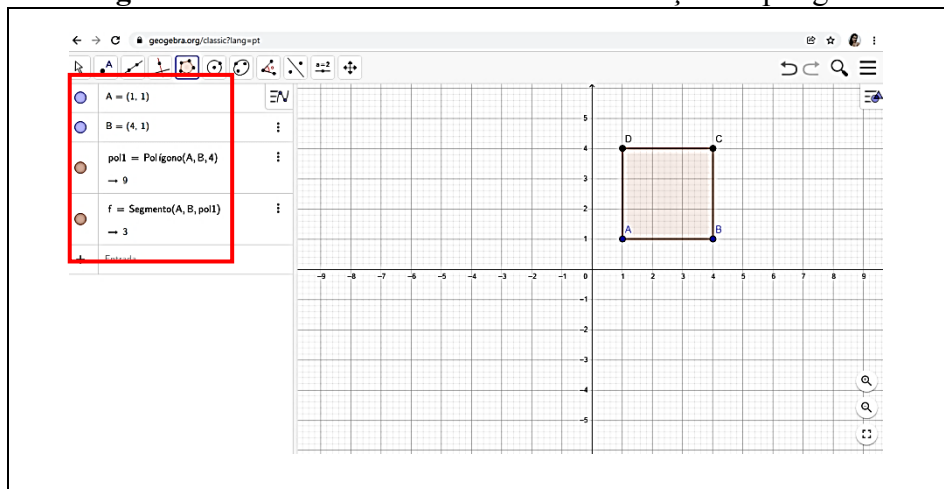 geogebra.org/classic?lang=pt
A
a=2
A = (1, 1)
B = (4, 1)
pol1 = Polígono(A, B, 4)
→ 9
f = Segmento(A, B, pol1)
→ 3
Entrada
5
D
C
4
3
2
A
B
1
−9 −8 −7 −6 −5 −4 −3 −2 −1 0 1 2 3 4 5 6 7 8 9
−1
−2
−3
−4
−5